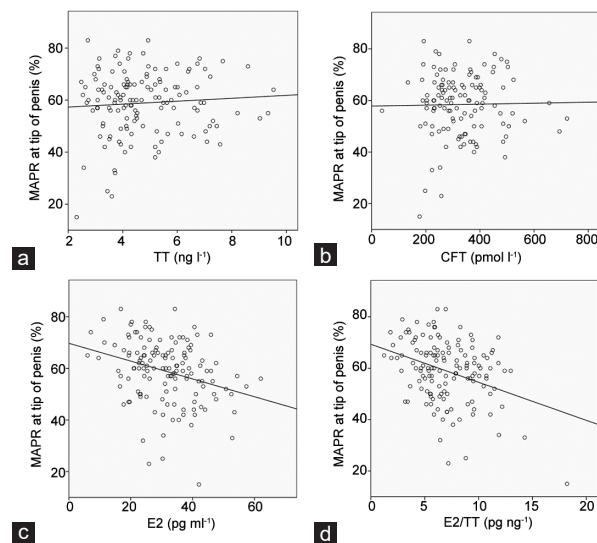 MAPR at tip of penis (%)
80
60
40
20
2 4 6 8 10
TT (ng l-1)
a
MAPR at tip of penis (%)
80
60
40
20
0 200 400 600 800
CFT (pmol l-1)
b
MAPR at tip of penis (%)
80
60
40
20
10
0 20 40 60
E2 (pg ml-1)
c
MAPR at tip of penis (%)
80
60
40
20
10
0 5 10 15 20
E2/TT (pg ng-1)
d